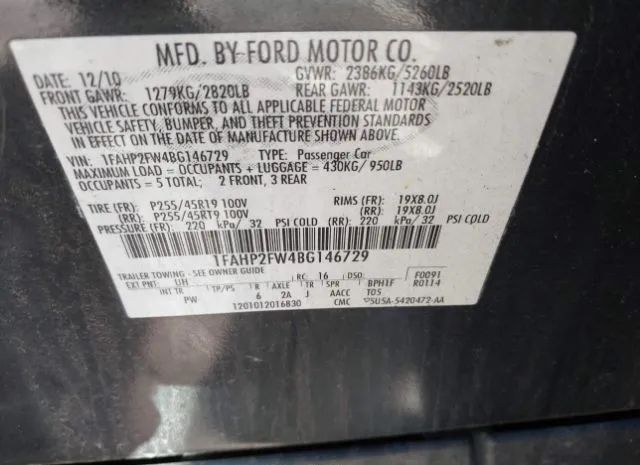 MFD. BY FORD MOTOR CO.
DATE: 12/10 GVWR: 2386KG/5260LB
FRONT GAWR: 1279KG/2820LB REAR GAWR: 1143KG/2520LB
THIS VEHICLE CONFORMS TO ALL APPLICABLE FEDERAL MOTOR
VEHICLE SAFETY, BUMPER, AND THEFT PREVENTION STANDARDS
IN EFFECT ON THE DATE OF MANUFACTURE SHOWN ABOVE.
VIN: 1FAHP2FW4BG146729 TYPE: Passenger Car
MAXIMUM LOAD = OCCUPANTS + LUGGAGE = 430KG/ 950LB
OCCUPANTS = 5 TOTAL; 2 FRONT, 3 REAR
TIRE (FR): P255/45R19 100V RIMS (FR): 19X8.0J
(RR): P255/45R19 100V (RR): 19X8.0J
PRESSURE (FR): 220 kPa/ 32 PSI COLD (RR): 220 kPa/ 32 PSI COLD
1FAHP2FW4BG146729
TRAILER TOWING - SEE OWNER GUIDE F0091
EXT PNT: UH RC: 16 DSO: R0114
INT TR TP/PS R AXLE TR SPR BPH1F
PW 6 2A J AACC TOS
1201012016830 CMC 5U5A-5420472-AA